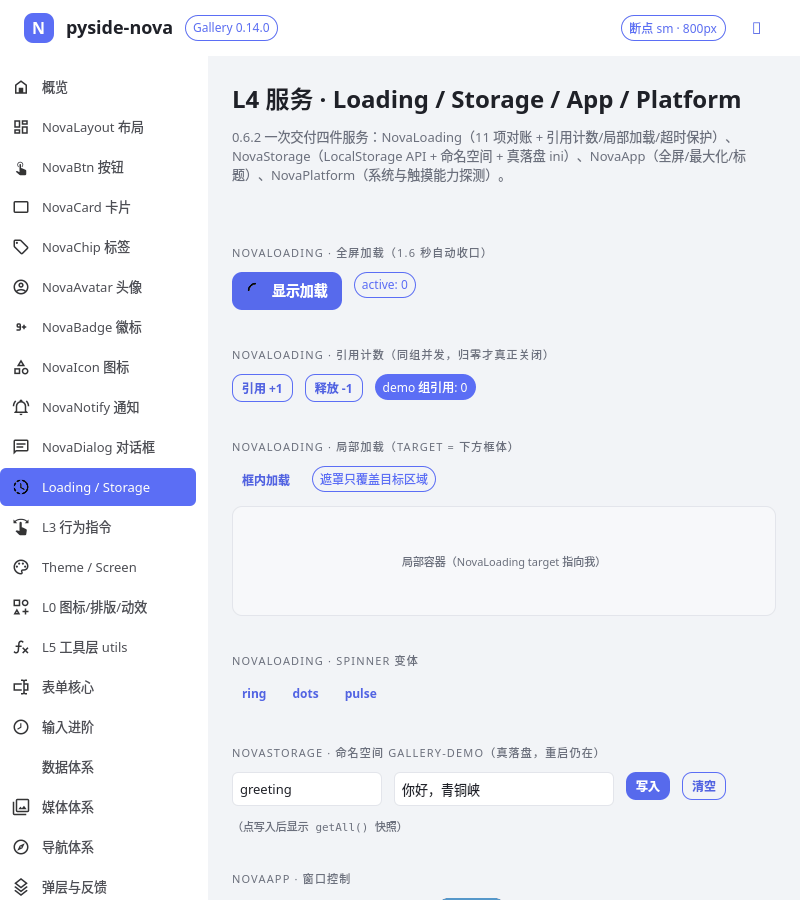 N pyside-nova Gallery 0.14.0 断点 sm · 800px
概览
NovaLayout 布局
NovaBtn 按钮
NovaCard 卡片
NovaChip 标签
NovaAvatar 头像
9+ NovaBadge 徽标
NovaIcon 图标
NovaNotify 通知
NovaDialog 对话框
Loading / Storage
L3 行为指令
Theme / Screen
L0 图标/排版/动效
L5 工具层 utils
表单核心
输入进阶
数据体系
媒体体系
导航体系
弹层与反馈
L4 服务 · Loading / Storage / App / Platform
0.6.2 一次交付四件服务：NovaLoading（11 项对账 + 引用计数/局部加载/超时保护）、
NovaStorage（LocalStorage API + 命名空间 + 真落盘 ini）、NovaApp（全屏/最大化/标
题）、NovaPlatform（系统与触摸能力探测）。
NOVALOADING · 全屏加载（1.6 秒自动收口）
显示加载 active: 0
NOVALOADING · 引用计数（同组并发，归零才真正关闭）
引用 +1 释放 -1 demo 组引用: 0
NOVALOADING · 局部加载（TARGET = 下方框体）
框内加载 遮罩只覆盖目标区域
局部容器（NovaLoading target 指向我）
NOVALOADING · SPINNER 变体
ring dots pulse
NOVASTORAGE · 命名空间 GALLERY-DEMO（真落盘，重启仍在）
greeting 你好，青铜峡 写入 清空
（点写入后显示 getAll() 快照）
NOVAAPP · 窗口控制